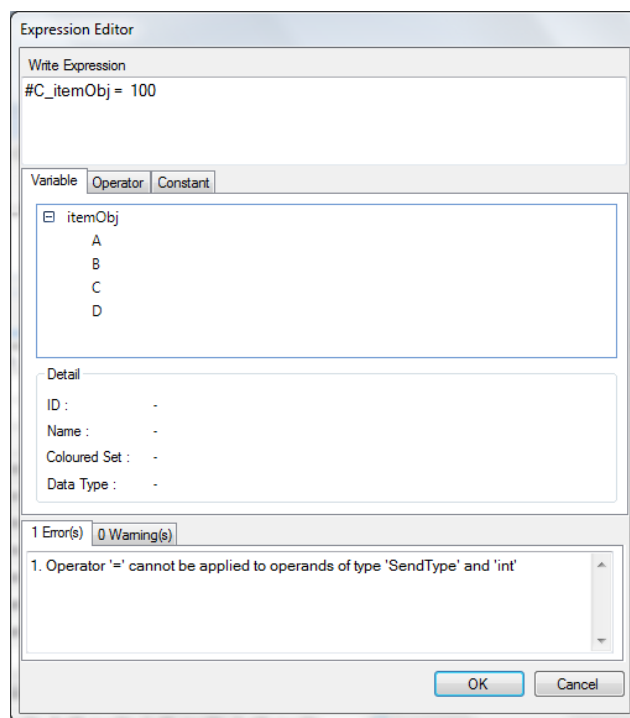 Expression Editor
Write Expression
#C_itemObj = 100
Variable Operator Constant
itemObj
A
B
C
D
Detail
ID : -
Name : -
Coloured Set : -
Data Type : -
1 Error(s) 0 Warning(s)
1. Operator '=' cannot be applied to operands of type 'SendType' and 'int'
OK Cancel